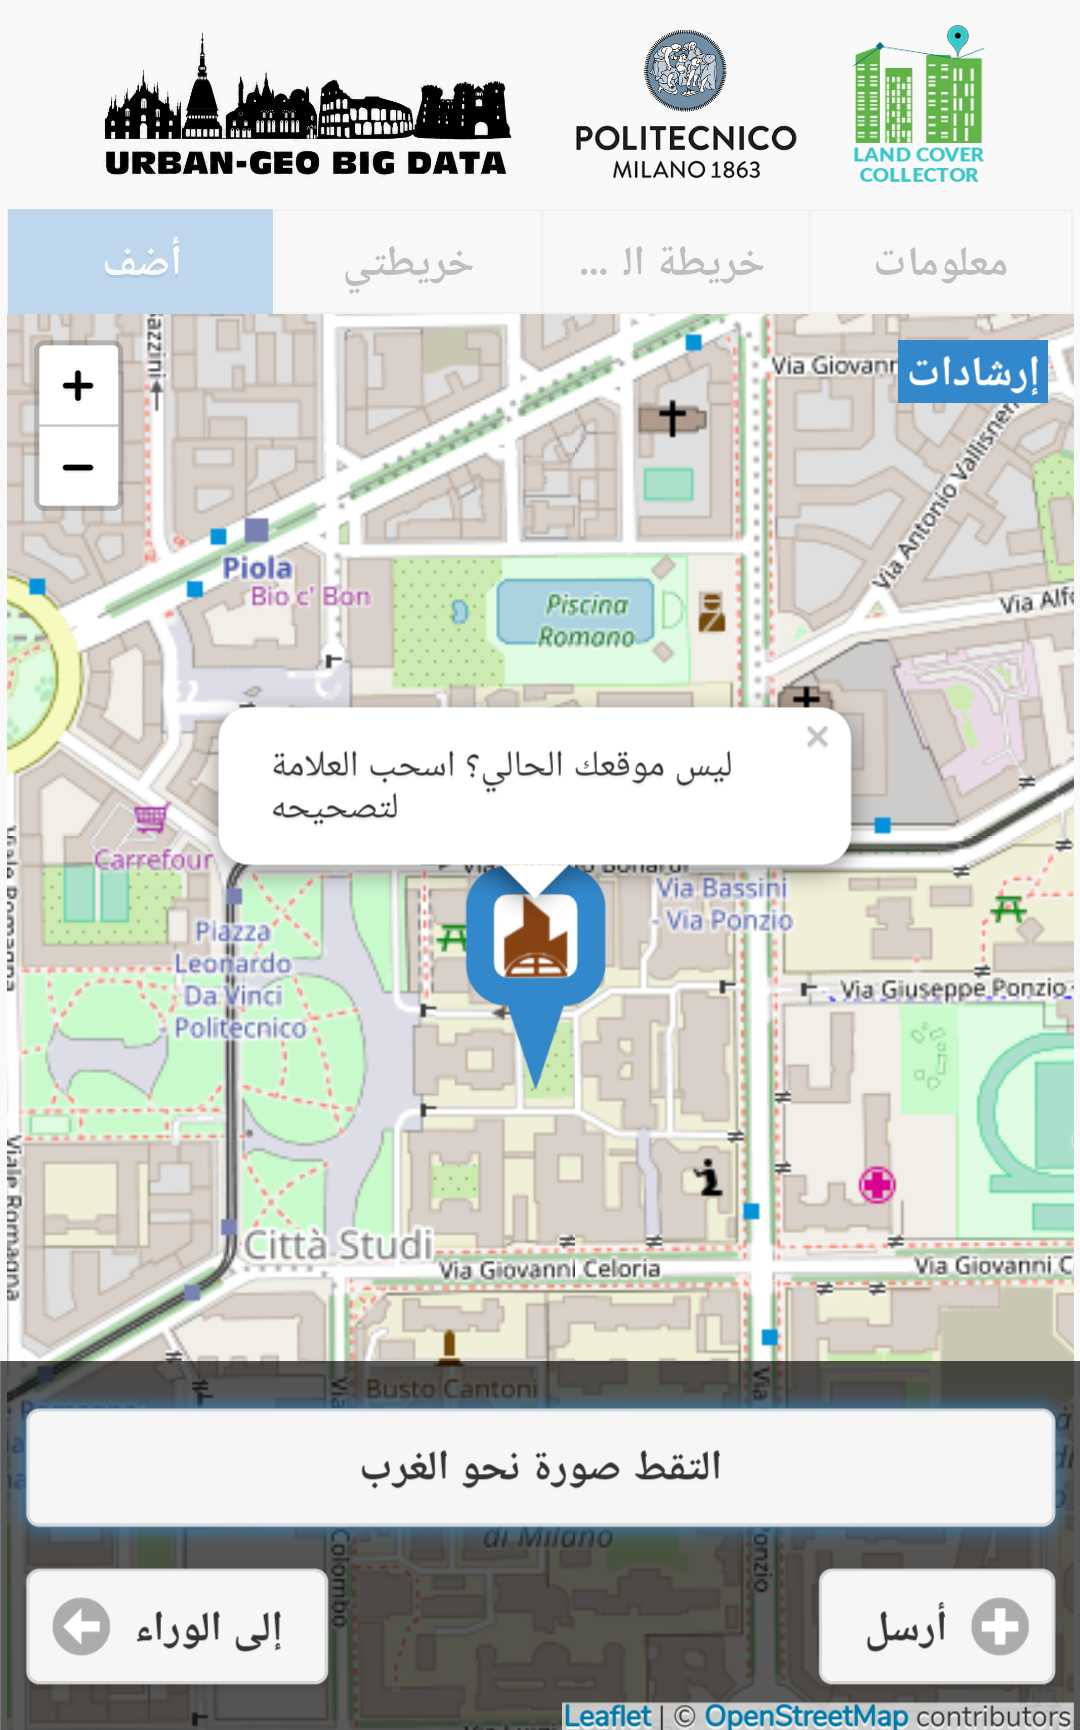 URBAN-GEO BIG DATA
POLITECNICO
MILANO 1863
LAND COVER
COLLECTOR
أضف
خريطتي
خريطة ال ...
معلومات
+
−
إرشادات
Via Giovanni
Via Antonio Vallisneri
Via Alfo
Piola
Bio c' Bon
Piscina
Romano
×
ليس موقعك الحالي؟ اسحب العلامة
لتصحيحه
Carrefour
Viale Romagna
Via Bassini
- Via Ponzio
Piazza
Leonardo
Da Vinci
- Politecnico
Via Giuseppe Ponzio
Viale Romagna
Città Studi
Via Giovanni Celoria
Via Giovanni C
Busto Cantoni
التقط صورة نحو الغرب
di Milano
Colombo
إلى الوراء
أرسل
Leaflet | © OpenStreetMap contributors